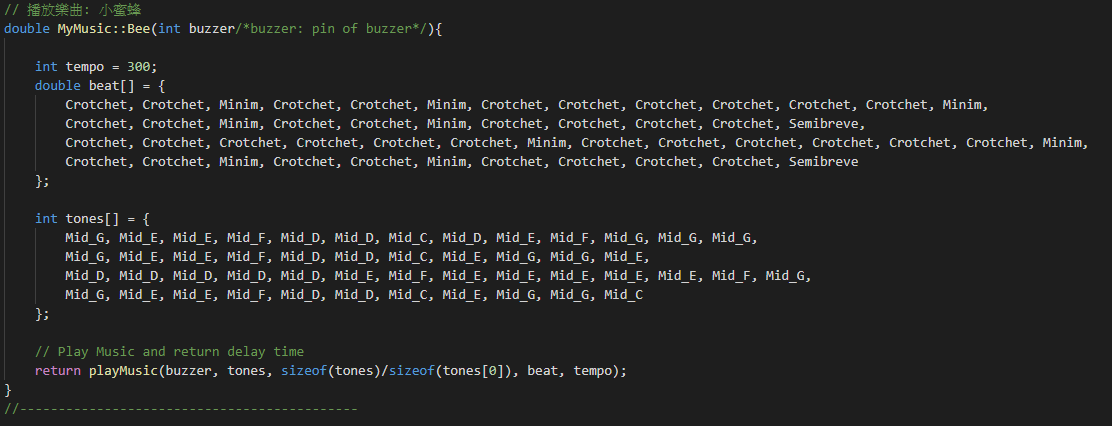 // 播放樂曲: 小蜜蜂
double MyMusic::Bee(int buzzer/*buzzer: pin of buzzer*/){
int tempo = 300;
double beat[] = {
Crotchet, Crotchet, Minim, Crotchet, Crotchet, Minim, Crotchet, Crotchet, Crotchet, Crotchet, Crotchet, Crotchet, Minim,
Crotchet, Crotchet, Minim, Crotchet, Crotchet, Minim, Crotchet, Crotchet, Crotchet, Crotchet, Semibreve,
Crotchet, Crotchet, Crotchet, Crotchet, Crotchet, Crotchet, Minim, Crotchet, Crotchet, Crotchet, Crotchet, Crotchet, Crotchet, Minim,
Crotchet, Crotchet, Minim, Crotchet, Crotchet, Minim, Crotchet, Crotchet, Crotchet, Crotchet, Semibreve
};
int tones[] = {
Mid_G, Mid_E, Mid_E, Mid_F, Mid_D, Mid_D, Mid_C, Mid_D, Mid_E, Mid_F, Mid_G, Mid_G, Mid_G,
Mid_G, Mid_E, Mid_E, Mid_F, Mid_D, Mid_D, Mid_C, Mid_E, Mid_G, Mid_G, Mid_E,
Mid_D, Mid_D, Mid_D, Mid_D, Mid_D, Mid_E, Mid_F, Mid_E, Mid_E, Mid_E, Mid_E, Mid_E, Mid_F, Mid_G,
Mid_G, Mid_E, Mid_E, Mid_F, Mid_D, Mid_D, Mid_C, Mid_E, Mid_G, Mid_G, Mid_C
};
// Play Music and return delay time
return playMusic(buzzer, tones, sizeof(tones)/sizeof(tones[0]), beat, tempo);
}
//--------------------------------------------